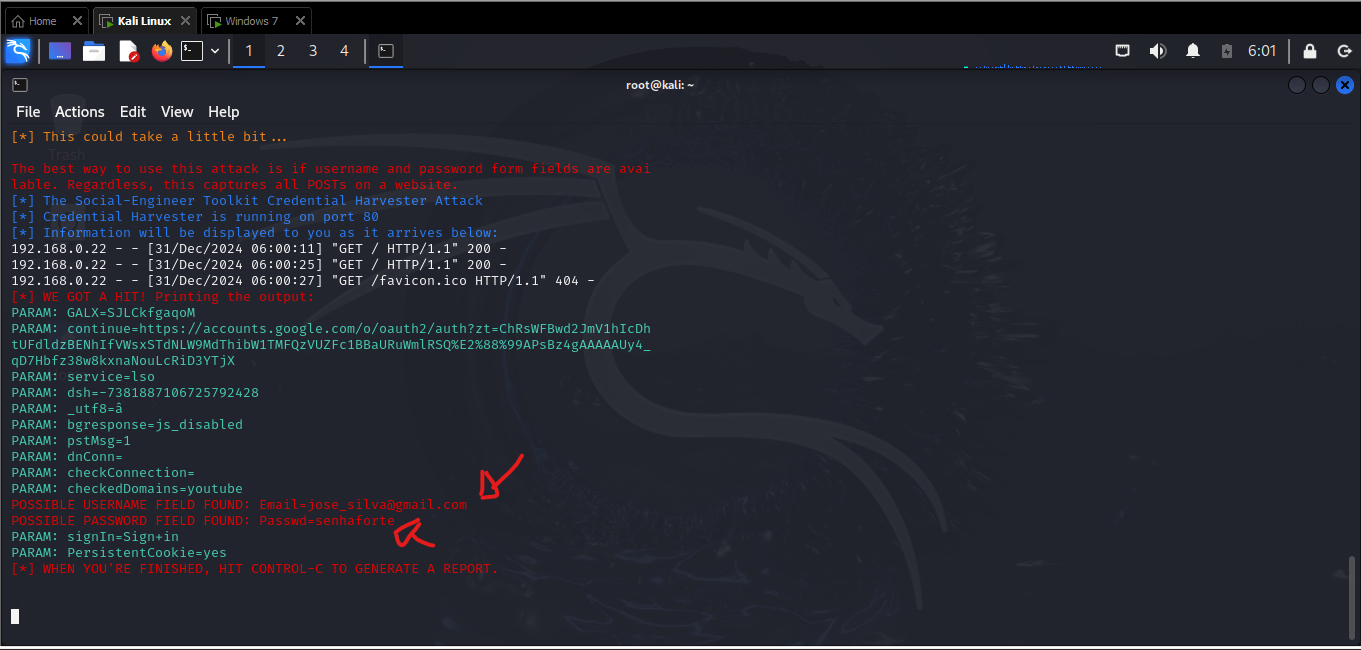 Home
Kali Linux
Windows 7
1 2 3 4
6:01
root@kali: ~
File Actions Edit View Help
[*] This could take a little bit ...
Trash
The best way to use this attack is if username and password form fields are avai
lable. Regardless, this captures all POSTs on a website.
[*] The Social-Engineer Toolkit Credential Harvester Attack
[*] Credential Harvester is running on port 80
[*] Information will be displayed to you as it arrives below:
192.168.0.22 - - [31/Dec/2024 06:00:11] "GET / HTTP/1.1" 200 -
192.168.0.22 - - [31/Dec/2024 06:00:25] "GET / HTTP/1.1" 200 -
192.168.0.22 - - [31/Dec/2024 06:00:27] "GET /favicon.ico HTTP/1.1" 404 -
[*] WE GOT A HIT! Printing the output:
PARAM: GALX=SJLCkfgaqoM
PARAM: continue=https://accounts.google.com/o/oauth2/auth?zt=ChRsWFBwd2JmV1hIcDh
tUFdldzBENhIfVWsxSTdNLW9MdThibW1TMFQzVUZFc1BBaURuWmlRSQ%E2%88%99APsBz4gAAAAAUy4_
qD7Hbfz38w8kxnaNouLcRiD3YTjX
PARAM: service=lso
PARAM: dsh=-7381887106725792428
PARAM: _utf8=â
PARAM: bgresponse=js_disabled
PARAM: pstMsg=1
PARAM: dnConn=
PARAM: checkConnection=
PARAM: checkedDomains=youtube
POSSIBLE USERNAME FIELD FOUND: Email=jose_silva@gmail.com
POSSIBLE PASSWORD FIELD FOUND: Passwd=senhaforte
PARAM: signIn=Sign+in
PARAM: PersistentCookie=yes
[*] WHEN YOU'RE FINISHED, HIT CONTROL-C TO GENERATE A REPORT.